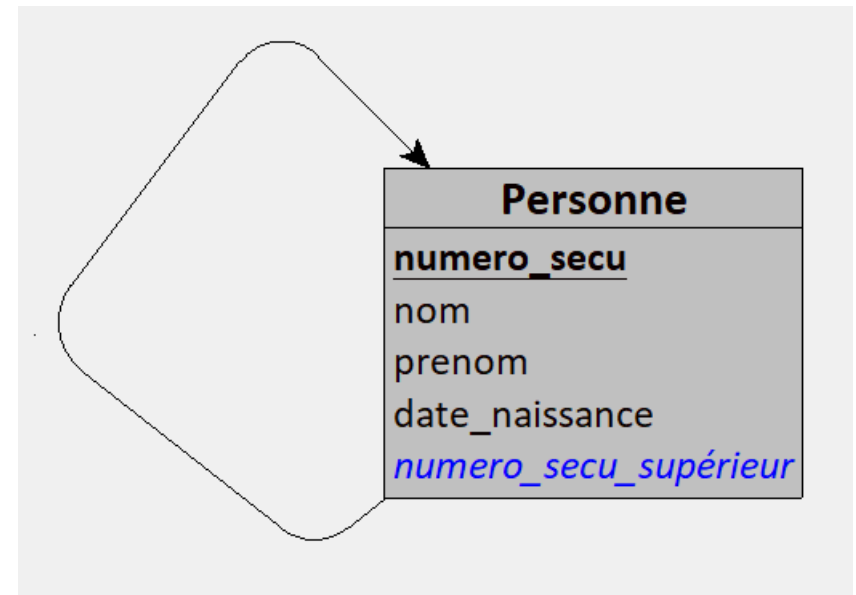 Personne
numero_secu
nom
prenom
date_naissance
numero_secu_supérieur